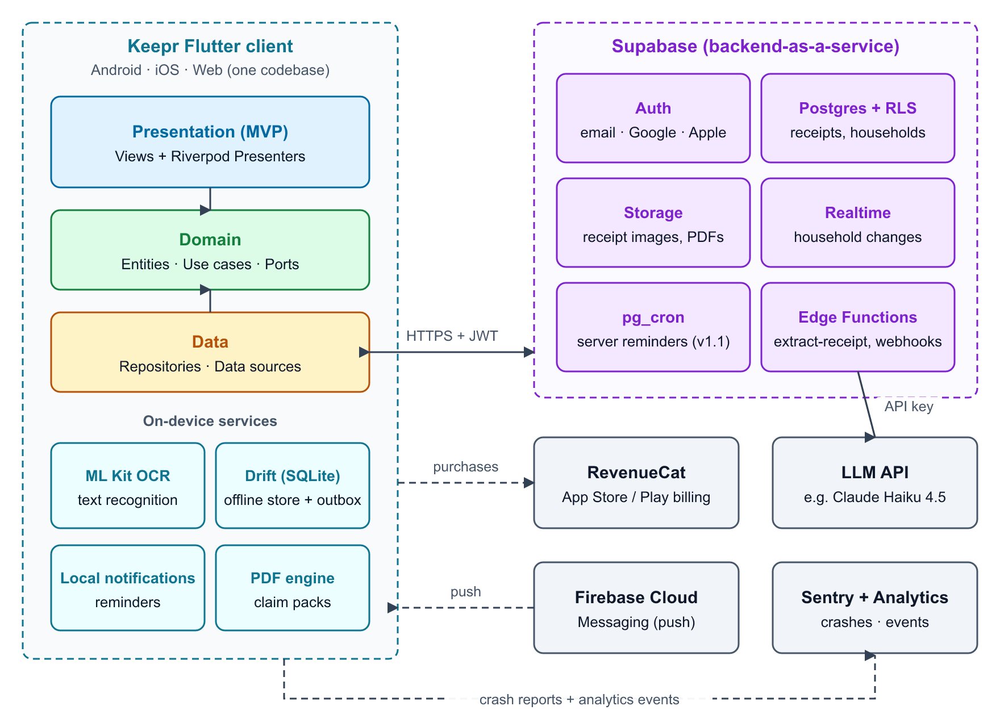 Keepr Flutter client
Android · iOS · Web (one codebase)
Presentation (MVP)
Views + Riverpod Presenters
Domain
Entities · Use cases · Ports
Data
Repositories · Data sources
On-device services
ML Kit OCR
text recognition
Drift (SQLite)
offline store + outbox
Local notifications
reminders
PDF engine
claim packs
HTTPS + JWT
purchases
push
Supabase (backend-as-a-service)
Auth
email · Google · Apple
Postgres + RLS
receipts, households
Storage
receipt images, PDFs
Realtime
household changes
pg_cron
server reminders (v1.1)
Edge Functions
extract-receipt, webhooks
API key
RevenueCat
App Store / Play billing
LLM API
e.g. Claude Haiku 4.5
Firebase Cloud
Messaging (push)
Sentry + Analytics
crashes · events
crash reports + analytics events